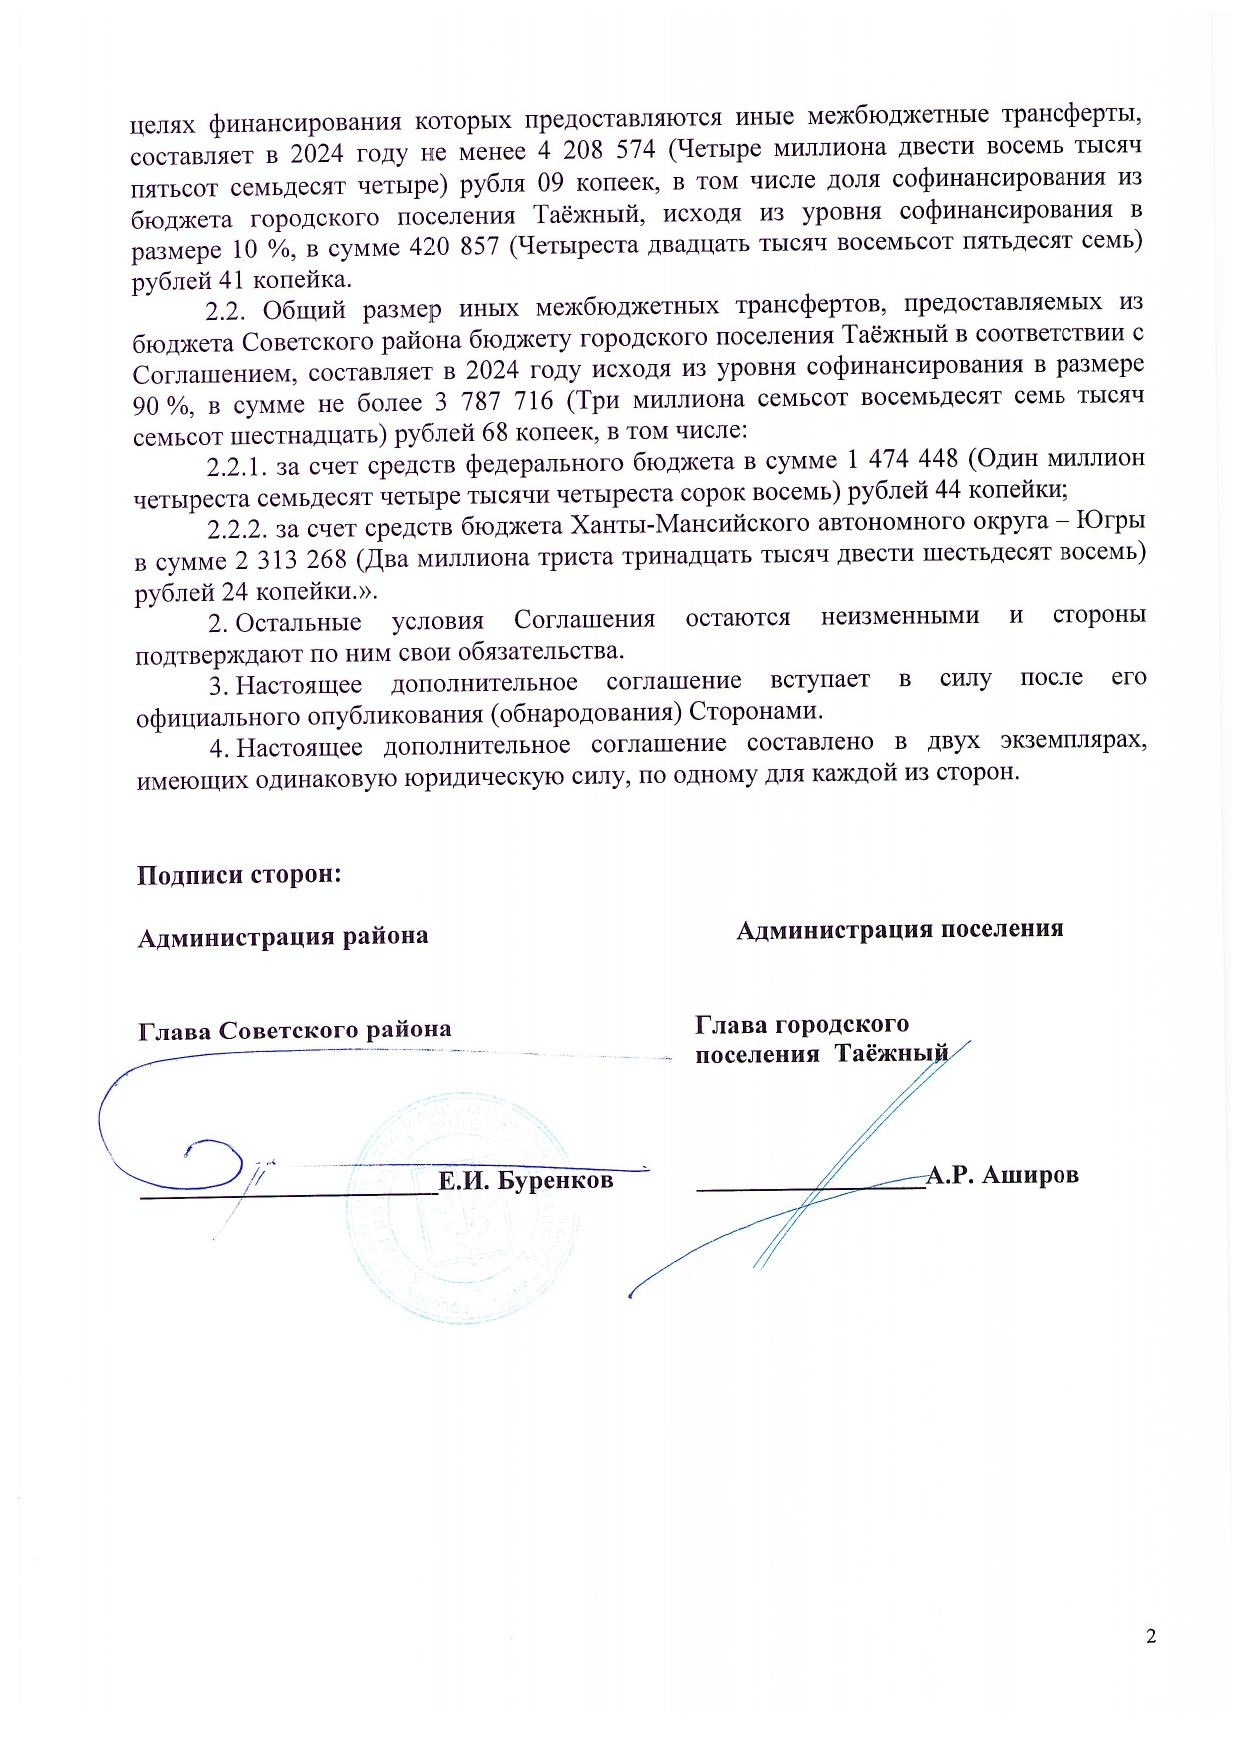 целях финансирования которых предоставляются иные межбюджетные трансферты,
составляет в 2024 году не менее 4 208 574 (Четыре миллиона двести восемь тысяч
пятьсот семьдесят четыре) рубля 09 копеек, в том числе доля софинансирования из
бюджета городского поселения Таёжный, исходя из уровня софинансирования в
размере 10 %, в сумме 420 857 (Четыреста двадцать тысяч восемьсот пятьдесят семь)
рублей 41 копейка.
2.2. Общий размер иных межбюджетных трансфертов, предоставляемых из
бюджета Советского района бюджету городского поселения Таёжный в соответствии с
Соглашением, составляет в 2024 году исходя из уровня софинансирования в размере
90 %, в сумме не более 3 787 716 (Три миллиона семьсот восемьдесят семь тысяч
семьсот шестнадцать) рублей 68 копеек, в том числе:
2.2.1. за счет средств федерального бюджета в сумме 1 474 448 (Один миллион
четыреста семьдесят четыре тысячи четыреста сорок восемь) рублей 44 копейки;
2.2.2. за счет средств бюджета Ханты-Мансийского автономного округа – Югры
в сумме 2 313 268 (Два миллиона триста тринадцать тысяч двести шестьдесят восемь)
рублей 24 копейки.».
2. Остальные условия Соглашения остаются неизменными и стороны
подтверждают по ним свои обязательства.
3. Настоящее дополнительное соглашение вступает в силу после его
официального опубликования (обнародования) Сторонами.
4. Настоящее дополнительное соглашение составлено в двух экземплярах,
имеющих одинаковую юридическую силу, по одному для каждой из сторон.
Подписи сторон:
Администрация района
Администрация поселения
Глава Советского района
Глава городского
поселения Таёжный
Е.И. Буренков
А.Р. Аширов
2